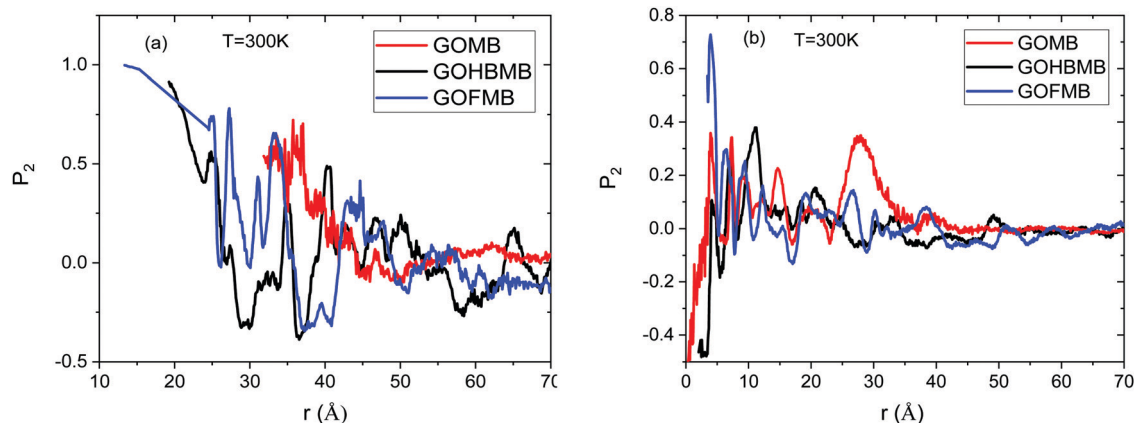 (a) T=300K
GOMB
GOHBMB
GOFMB
P2
1.0
0.5
0.0
-0.5
10 20 30 40 50 60 70
r (Å)
(b) T=300K
GOMB
GOHBMB
GOFMB
P2
0.8
0.6
0.4
0.2
0.0
-0.2
-0.4
0 10 20 30 40 50 60 70
r (Å)